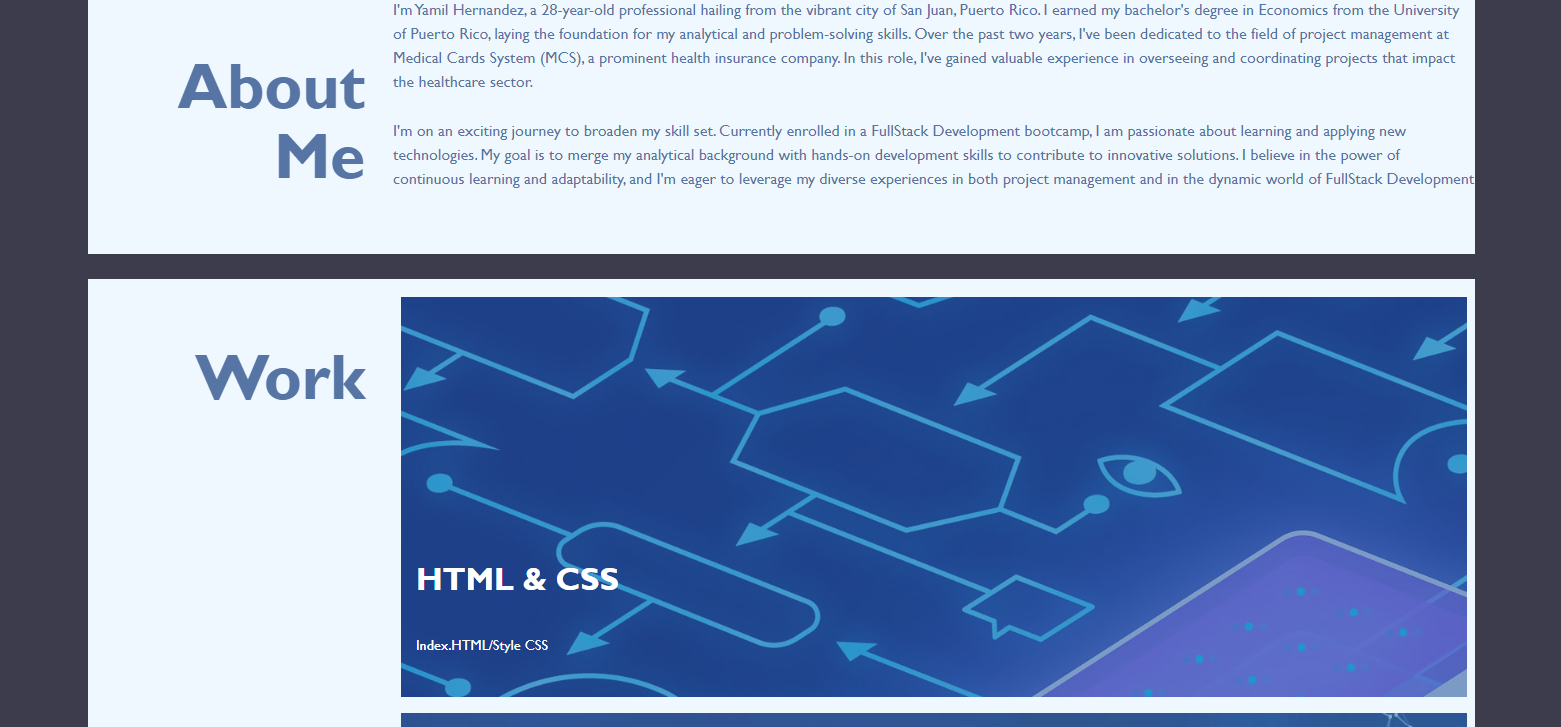 About
Me
I'm Yamil Hernandez, a 28-year-old professional hailing from the vibrant city of San Juan, Puerto Rico. I earned my bachelor's degree in Economics from the University
of Puerto Rico, laying the foundation for my analytical and problem-solving skills. Over the past two years, I've been dedicated to the field of project management at
Medical Cards System (MCS), a prominent health insurance company. In this role, I've gained valuable experience in overseeing and coordinating projects that impact
the healthcare sector.
I'm on an exciting journey to broaden my skill set. Currently enrolled in a FullStack Development bootcamp, I am passionate about learning and applying new
technologies. My goal is to merge my analytical background with hands-on development skills to contribute to innovative solutions. I believe in the power of
continuous learning and adaptability, and I'm eager to leverage my diverse experiences in both project management and in the dynamic world of FullStack Development
Work
HTML & CSS
Index.HTML/Style CSS